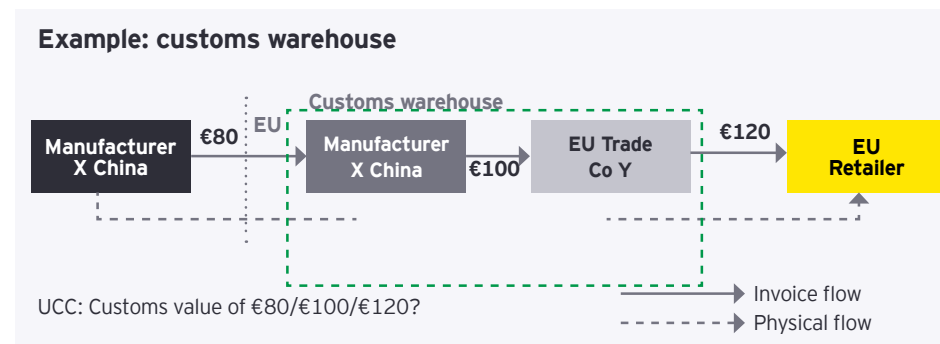 Example: customs warehouse
Customs warehouse
EU
€80
€120
Manufacturer
X China
Manufacturer
X China
€100
EU Trade
Co Y
EU
Retailer
UCC: Customs value of €80/€100/€120?
Invoice flow
Physical flow